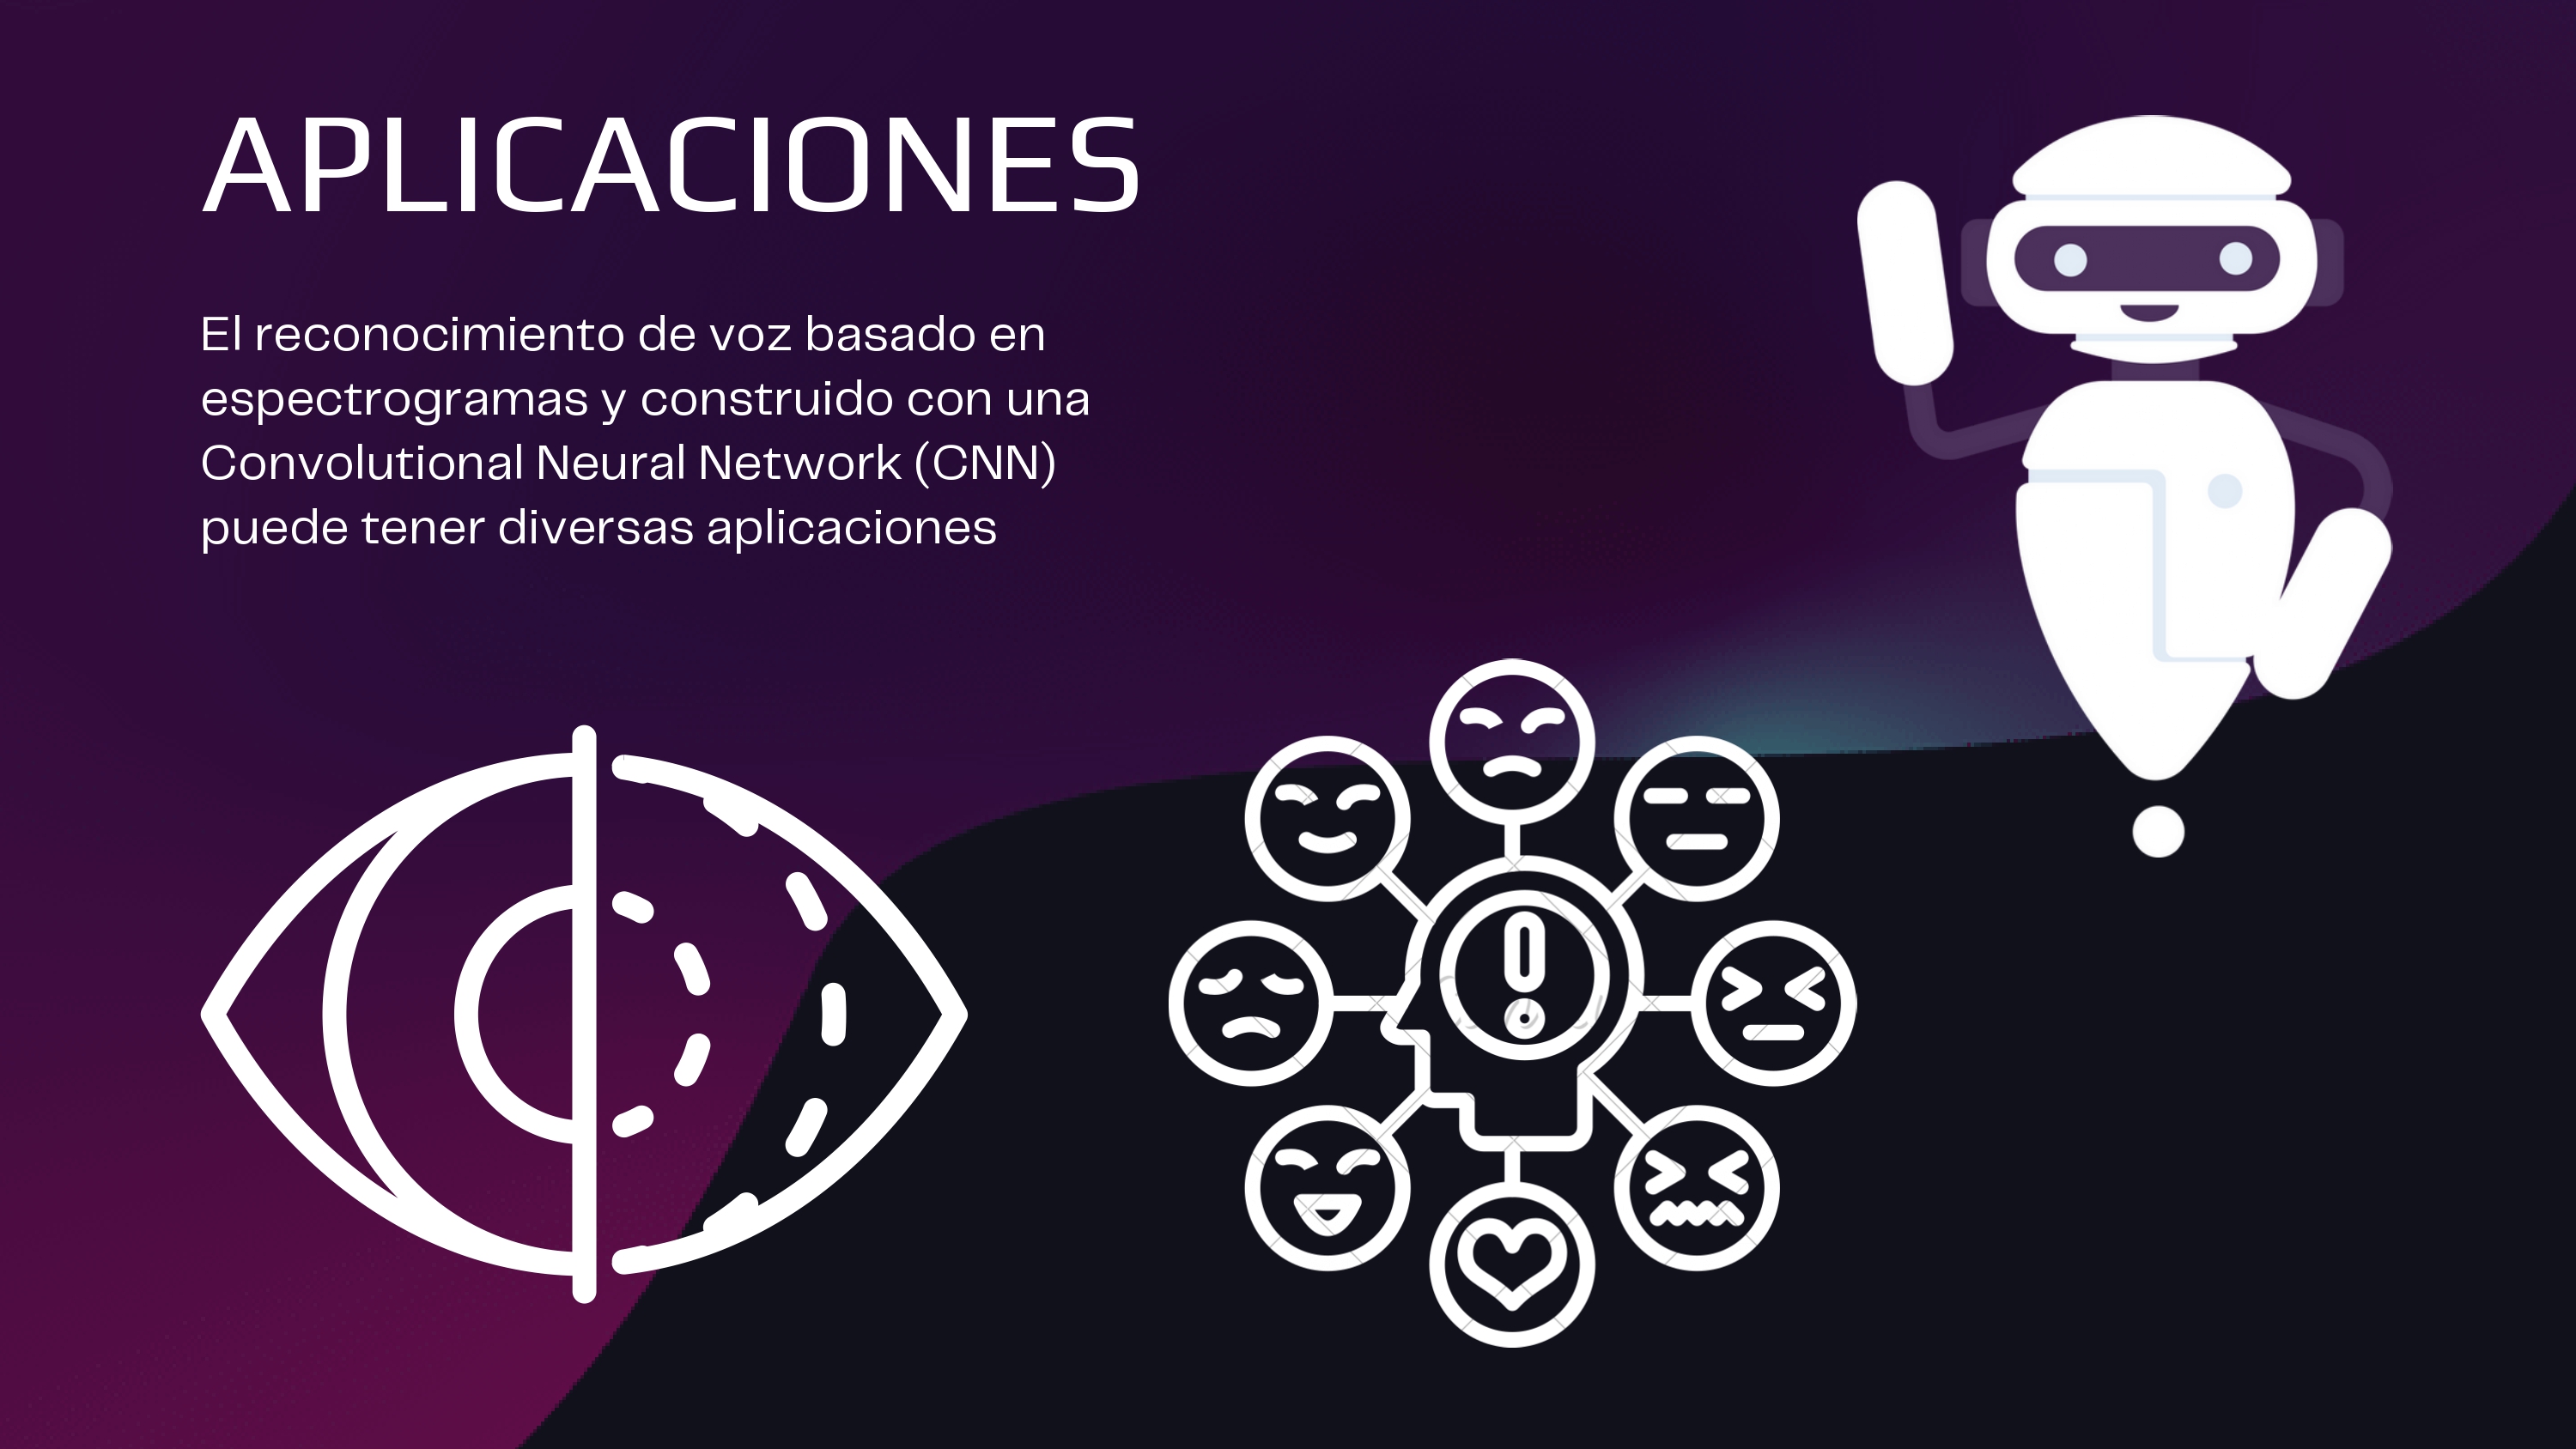 APLICACIONES
El reconocimiento de voz basado en
espectrogramas y construido con una
Convolutional Neural Network (CNN)
puede tener diversas aplicaciones